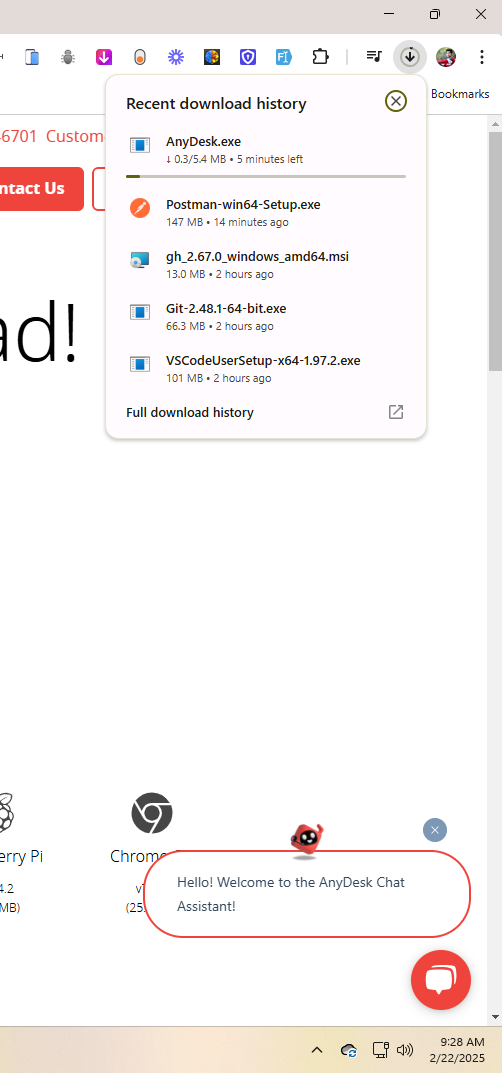 6701 Custom
Bookmarks
ntact Us
ad!
Recent download history
AnyDesk.exe
↓ 0.3/5.4 MB • 5 minutes left
Postman-win64-Setup.exe
147 MB • 14 minutes ago
gh_2.67.0_windows_amd64.msi
13.0 MB • 2 hours ago
Git-2.48.1-64-bit.exe
66.3 MB • 2 hours ago
VSCodeUserSetup-x64-1.97.2.exe
101 MB • 2 hours ago
Full download history
erry Pi
Chrome
4.2
MB)
(25.
Hello! Welcome to the AnyDesk Chat
Assistant!
9:28 AM
2/22/2025